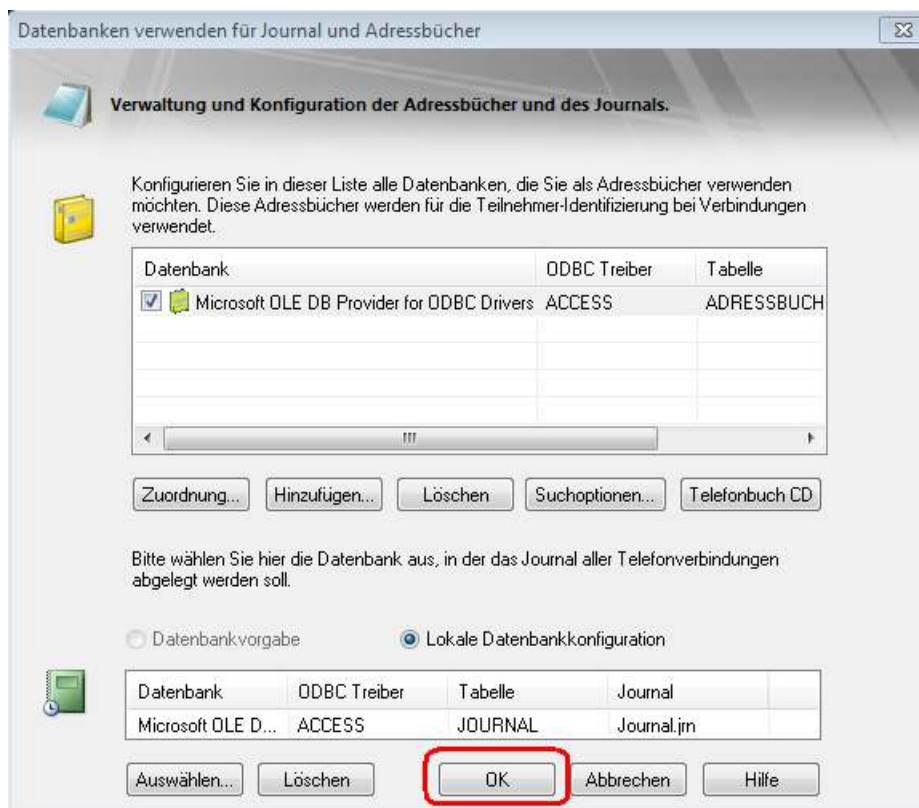 Datenbanken verwenden für Journal und Adressbücher
Verwaltung und Konfiguration der Adressbücher und des Journals.
Konfigurieren Sie in dieser Liste alle Datenbanken, die Sie als Adressbücher verwenden
möchten. Diese Adressbücher werden für die Teilnehmer-Identifizierung bei Verbindungen
verwendet.
Datenbank ODBC Treiber Tabelle
Microsoft OLE DB Provider for ODBC Drivers ACCESS ADRESSBUCH
Zuordnung... Hinzufügen... Löschen Suchoptionen... Telefonbuch CD
Bitte wählen Sie hier die Datenbank aus, in der das Journal aller Telefonverbindungen
abgelegt werden soll.
Datenbankvorgabe Lokale Datenbankkonfiguration
Datenbank ODBC Treiber Tabelle Journal
Microsoft OLE D... ACCESS JOURNAL Journal.jrn
Auswählen... Löschen OK Abbrechen Hilfe